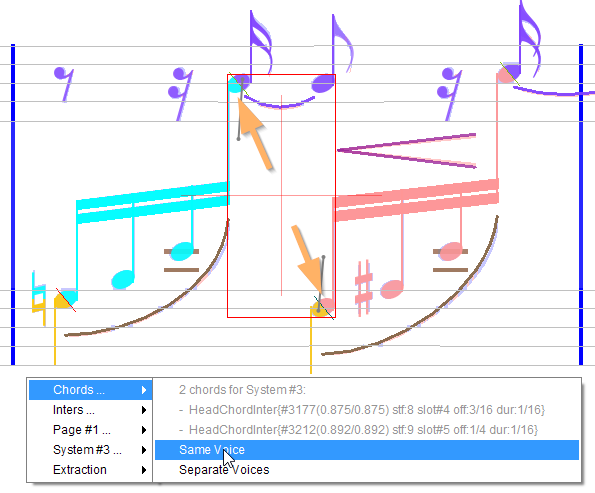 Chords ...
Inters ...
Page #1 ...
System #3 ...
Extraction
2 chords for System #3:
- HeadChordInter{#3177(0.875/0.875) stf:8 slot#4 off:3/16 dur:1/16}
- HeadChordInter{#3212(0.892/0.892) stf:9 slot#5 off:1/4 dur:1/16}
Same Voice
Separate Voices